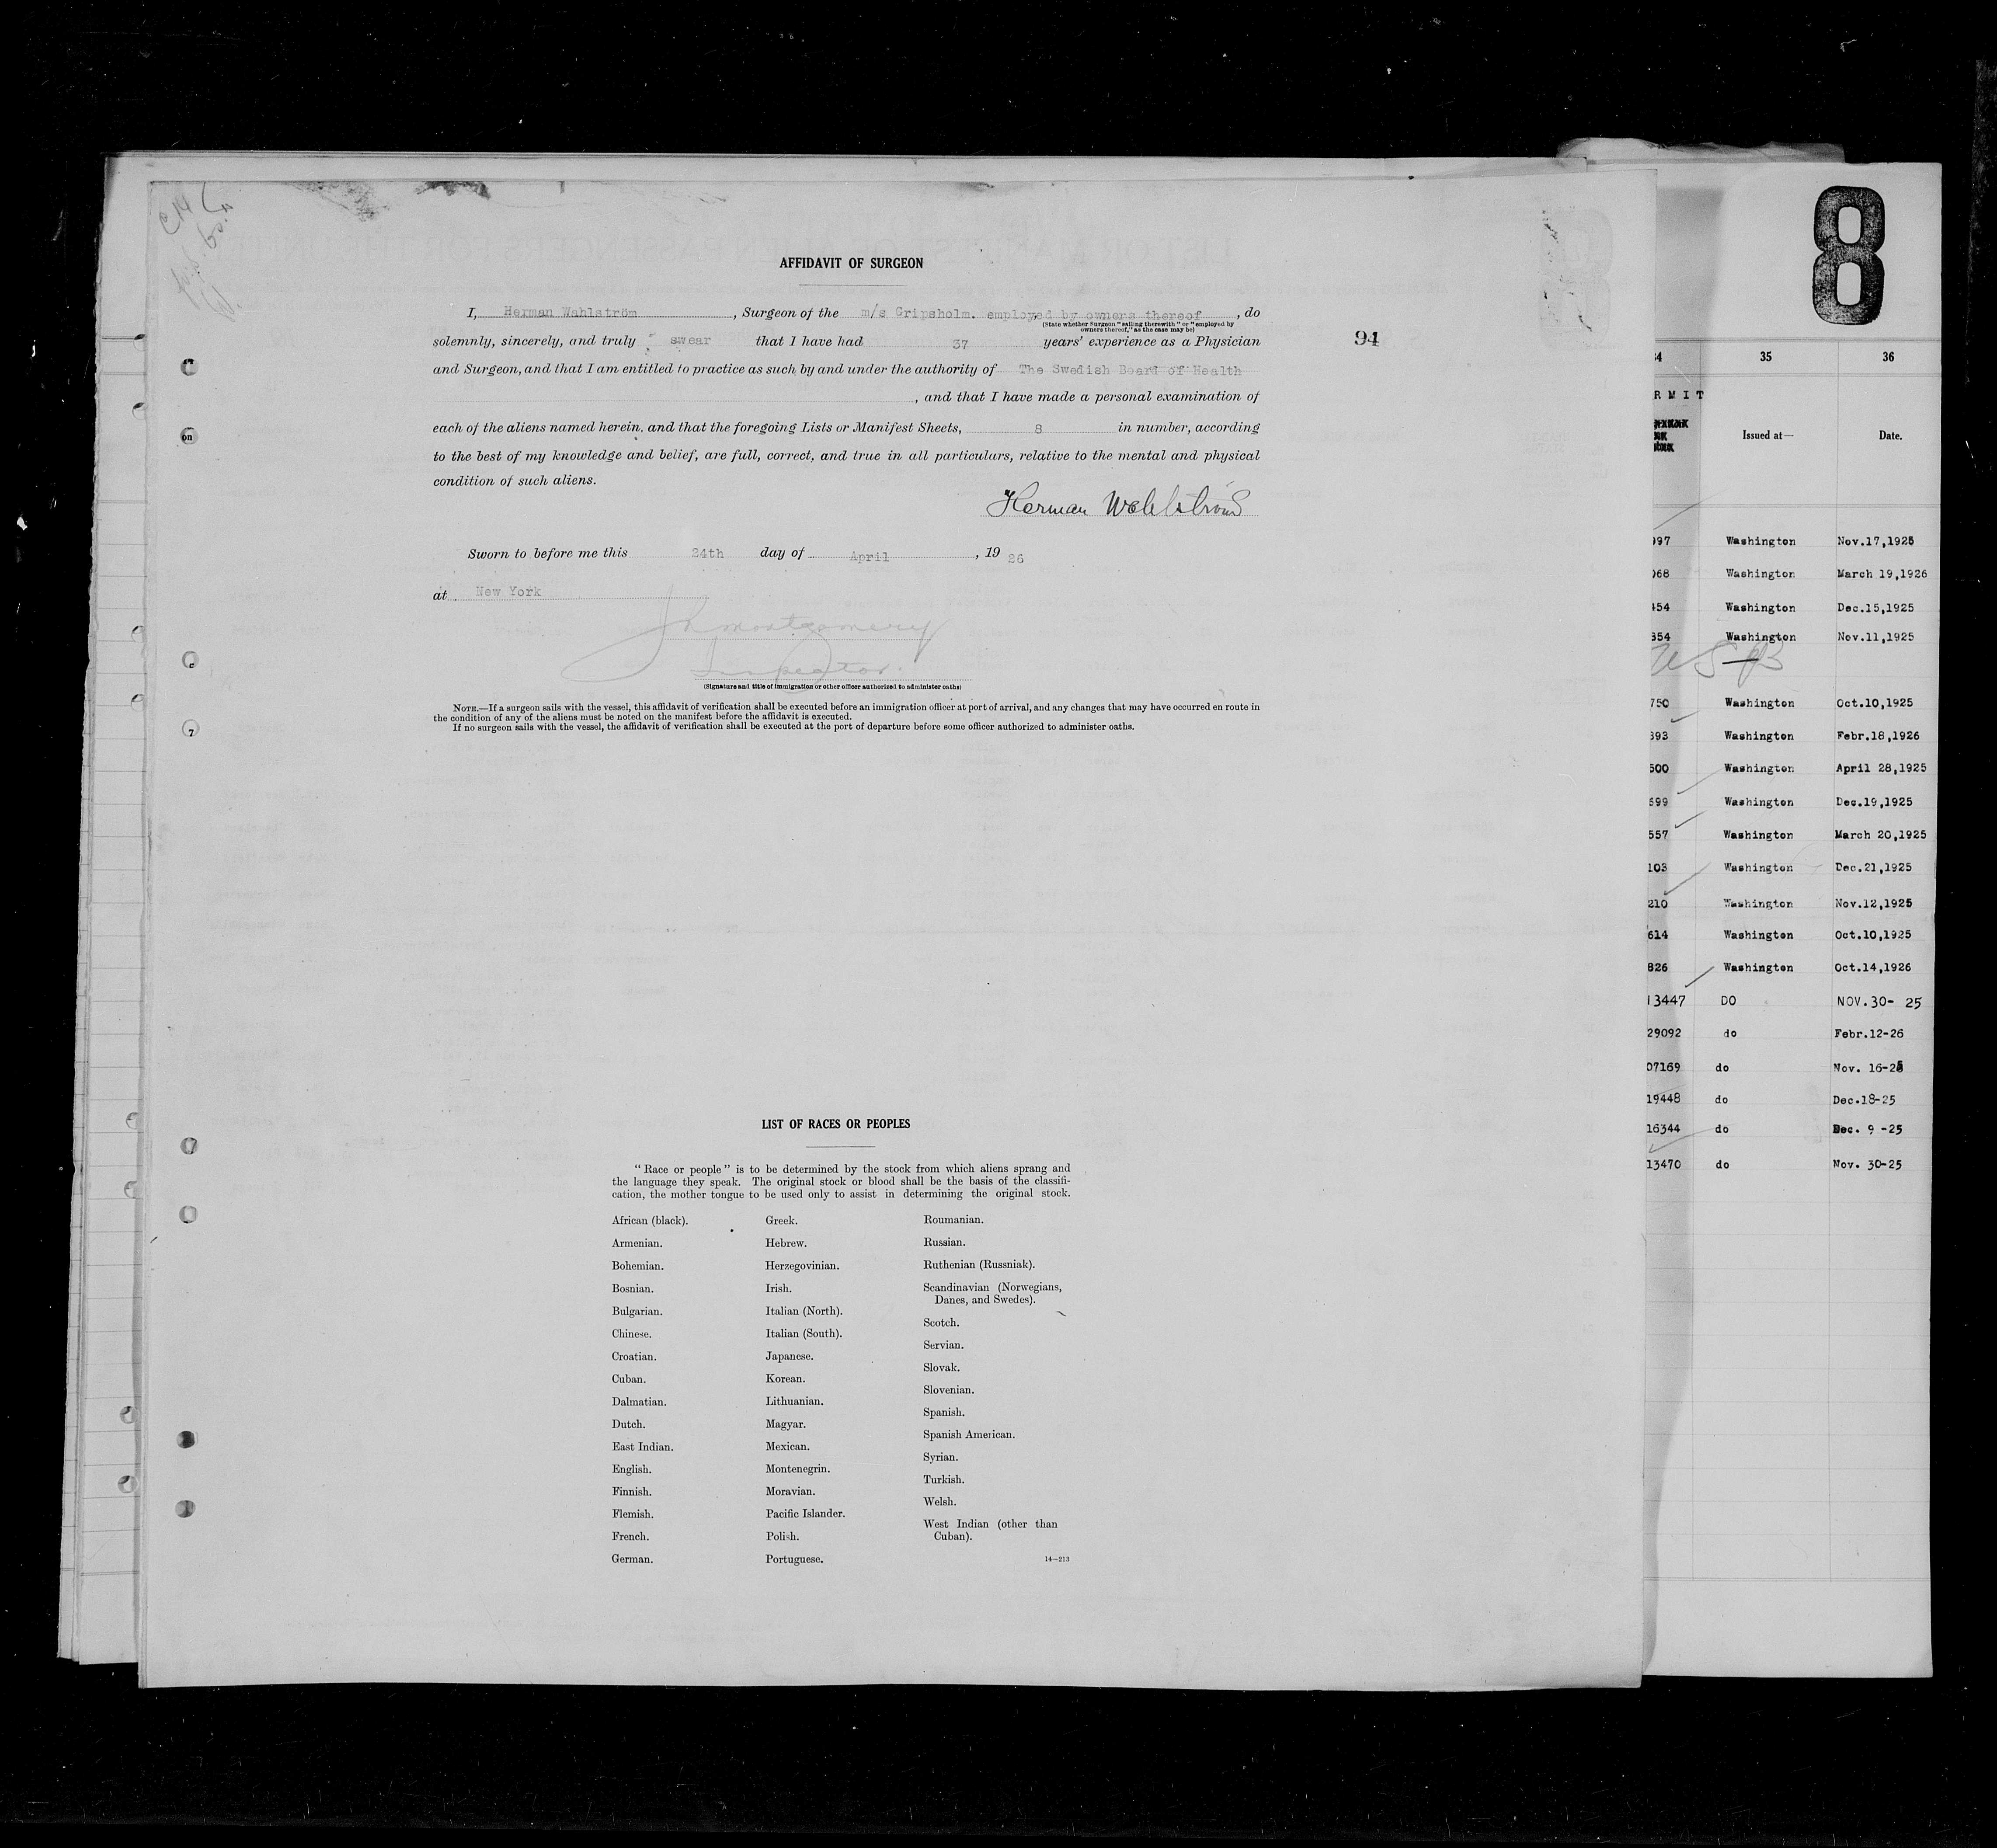 AFFIDAVIT OF SURGEON
I, Herman Wahlström, Surgeon of the m/s Gripsholm. employed by owners thereof, do
(State whether Surgeon "sailing therewith" or "employed by
owners thereof," as the case may be)
solemnly, sincerely, and truly swear that I have had 37 years' experience as a Physician
and Surgeon, and that I am entitled to practice as such by and under the authority of The Swedish Board of Health
, and that I have made a personal examination of
each of the aliens named herein, and that the foregoing Lists or Manifest Sheets, 8 in number, according
to the best of my knowledge and belief, are full, correct, and true in all particulars, relative to the mental and physical
condition of such aliens.
Herman Wahlström
Sworn to before me this 24th day of April, 19 26
at New York
Montgomery
Inspector.
(Signature and title of immigration or other officer authorized to administer oaths)
NOTE.—If a surgeon sails with the vessel, this affidavit of verification shall be executed before an immigration officer at port of arrival, and any changes that may have occurred en route in
the condition of any of the aliens must be noted on the manifest before the affidavit is executed.
If no surgeon sails with the vessel, the affidavit of verification shall be executed at the port of departure before some officer authorized to administer oaths.
94
LIST OF RACES OR PEOPLES
"Race or people" is to be determined by the stock from which aliens sprang and
the language they speak. The original stock or blood shall be the basis of the classifi-
cation, the mother tongue to be used only to assist in determining the original stock.
African (black).
Armenian.
Bohemian.
Bosnian.
Bulgarian.
Chinese.
Croatian.
Cuban.
Dalmatian.
Dutch.
East Indian.
English.
Finnish.
Flemish.
French.
German.
Greek.
Hebrew.
Herzegovinian.
Irish.
Italian (North).
Italian (South).
Japanese.
Korean.
Lithuanian.
Magyar.
Mexican.
Montenegrin.
Moravian.
Pacific Islander.
Polish.
Portuguese.
Roumanian.
Russian.
Ruthenian (Russniak).
Scandinavian (Norwegians,
Danes, and Swedes).
Scotch.
Servian.
Slovak.
Slovenian.
Spanish.
Spanish American.
Syrian.
Turkish.
Welsh.
West Indian (other than
Cuban).
14—213
8
34 35 36
RMIT
Issued at— Date.
997 Washington Nov.17,1925
968 Washington March 19,1926
454 Washington Dec.15,1925
354 Washington Nov.11,1925
750 Washington Oct.10,1925
393 Washington Febr.18,1926
500 Washington April 28,1925
599 Washington Dec.19,1925
557 Washington March 20,1925
103 Washington Dec.21,1925
210 Washington Nov.12,1925
614 Washington Oct.10,1925
826 Washington Oct.14,1926
13447 DO NOV.30- 25
29092 do Febr.12-26
07169 do Nov. 16-25
19448 do Dec.18-25
16344 do Dec. 9 -25
13470 do Nov. 30-25